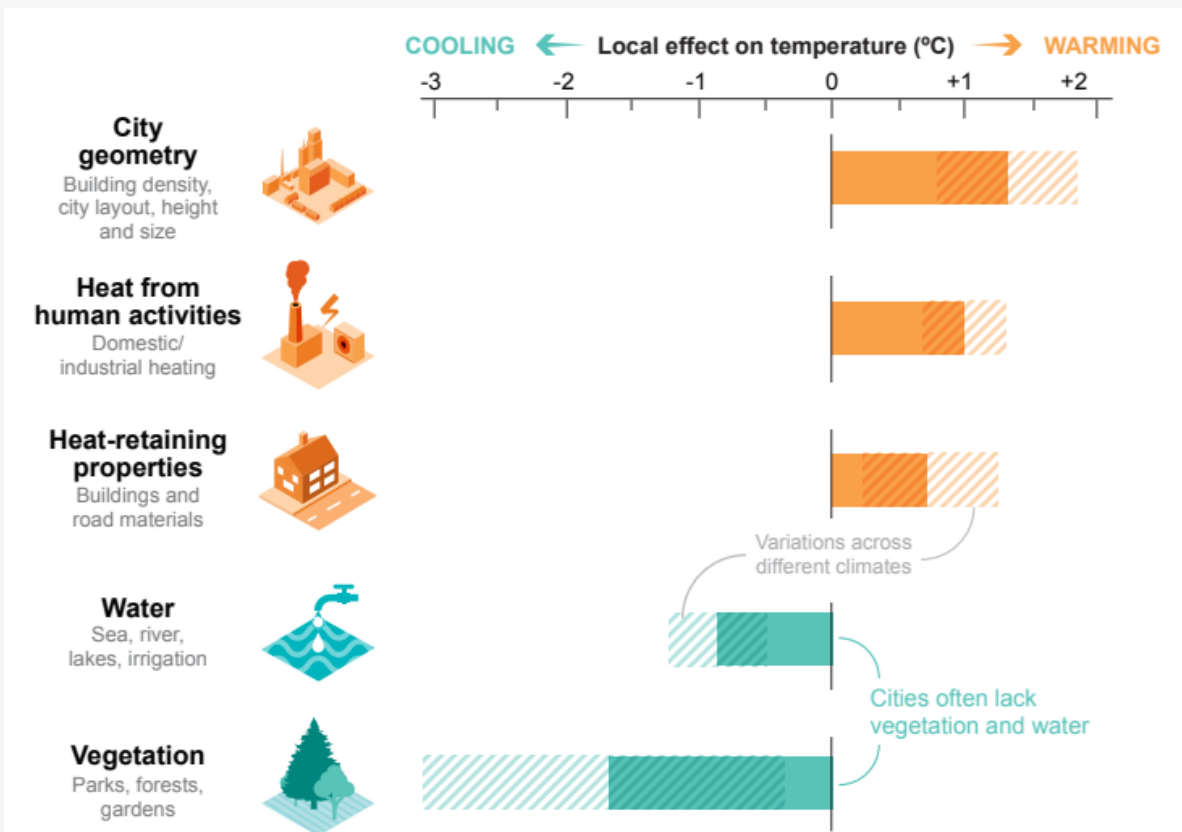 COOLING Local effect on temperature (ºC) WARMING
-3 -2 -1 0 +1 +2
City
geometry
Building density,
city layout, height
and size
Heat from
human activities
Domestic/
industrial heating
Heat-retaining
properties
Buildings and
road materials
Variations across
different climates
Water
Sea, river,
lakes, irrigation
Cities often lack
vegetation and water
Vegetation
Parks, forests,
gardens